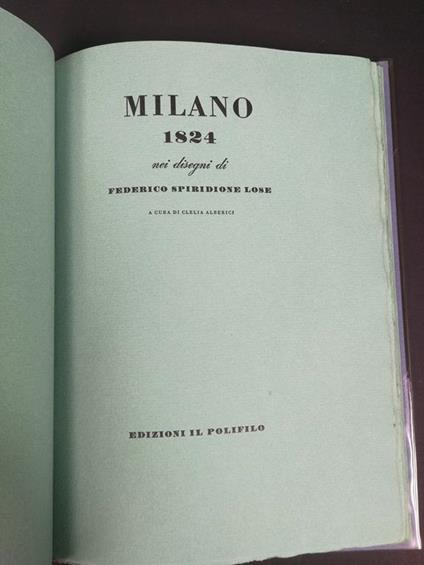 MILANO
1824
nei disegni di
FEDERICO SPIRIDIONE LOSE
A CURA DI CLELIA ALBERICI
EDIZIONI IL POLIFILO